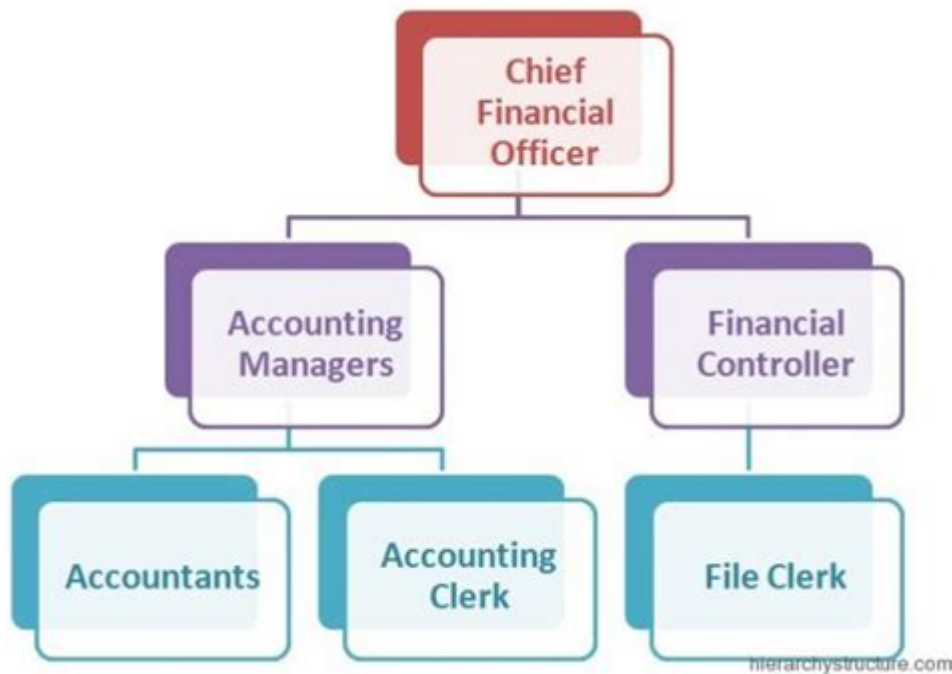 Chief
Financial
Officer
Accounting
Managers
Financial
Controller
Accountants
Accounting
Clerk
File Clerk
hierarchystructure.com